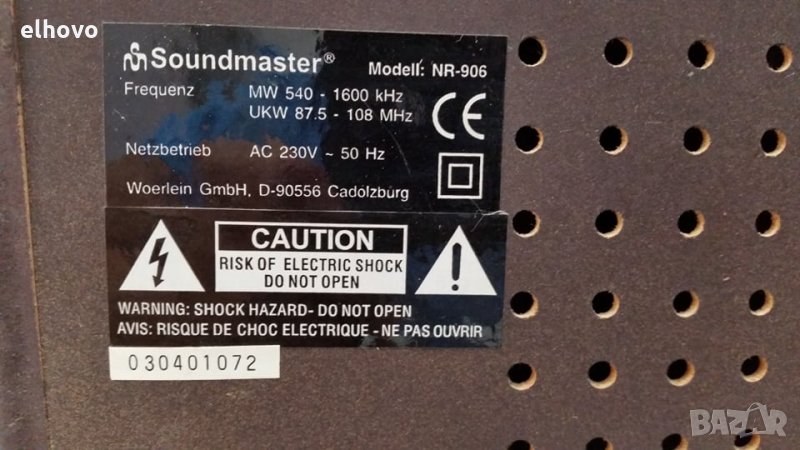 elhovo
Soundmaster®
Modell: NR-906
Frequenz MW 540 - 1600 kHz
UKW 87.5 - 108 MHz
CE
Netzbetrieb AC 230V ~ 50 Hz
Woerlein GmbH, D-90556 Cadolzburg
CAUTION
RISK OF ELECTRIC SHOCK
DO NOT OPEN
!
WARNING: SHOCK HAZARD- DO NOT OPEN
AVIS: RISQUE DE CHOC ELECTRIQUE - NE PAS OUVRIR
030401072
BAZAR